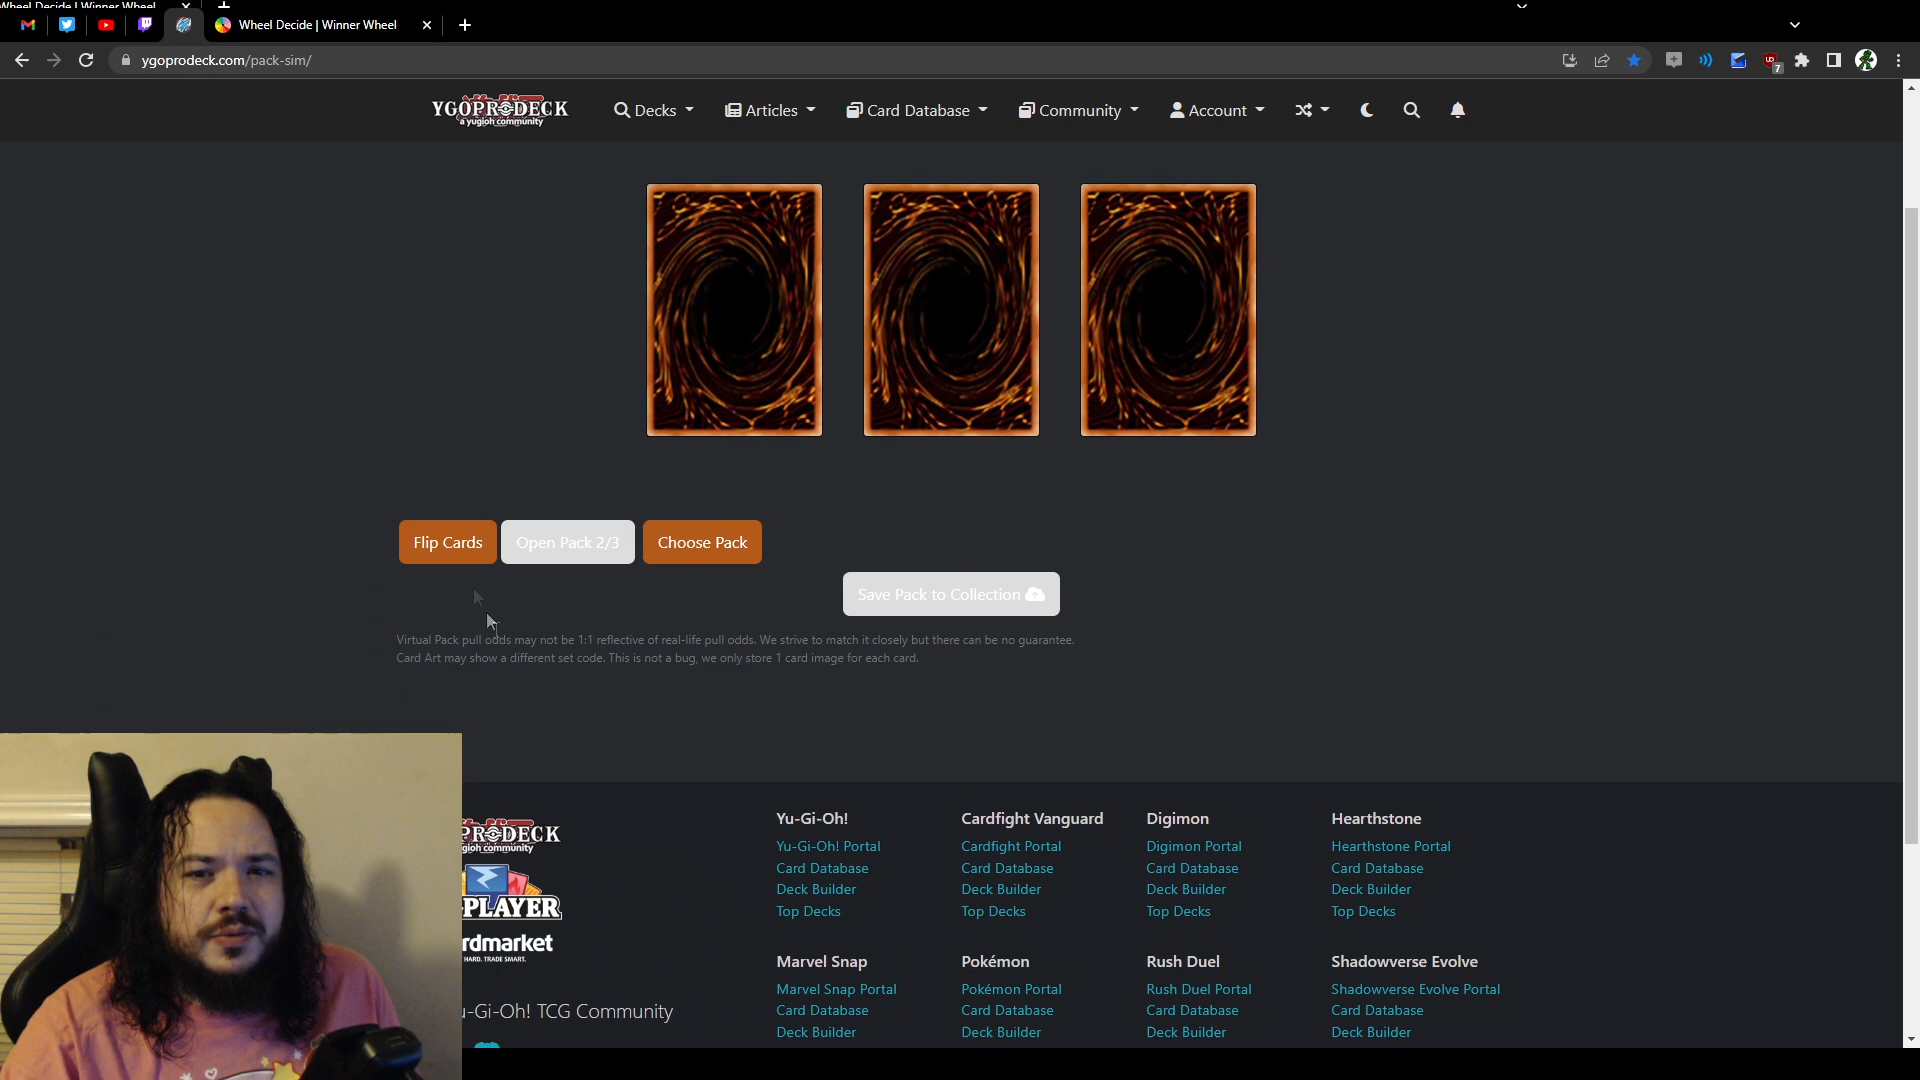 Wheel Decide | Winner Wheel
Wheel Decide | Winner Wheel
ygoprodeck.com/pack-sim/
7
YGOPRODECK
a yugioh community
Decks
Articles
Card Database
Community
Account
Flip Cards
Open Pack 2/3
Choose Pack
Save Pack to Collection
Virtual Pack pull odds may not be 1:1 reflective of real-life pull odds. We strive to match it closely but there can be no guarantee.
Card Art may show a different set code. This is not a bug, we only store 1 card image for each card.
PRODECK
gioh community
PLAYER
rdmarket
HARD. TRADE SMART.
u-Gi-Oh! TCG Community
Yu-Gi-Oh!
Yu-Gi-Oh! Portal
Card Database
Deck Builder
Top Decks
Cardfight Vanguard
Cardfight Portal
Card Database
Deck Builder
Top Decks
Digimon
Digimon Portal
Card Database
Deck Builder
Top Decks
Hearthstone
Hearthstone Portal
Card Database
Deck Builder
Top Decks
Marvel Snap
Marvel Snap Portal
Card Database
Deck Builder
Pokémon
Pokémon Portal
Card Database
Deck Builder
Rush Duel
Rush Duel Portal
Card Database
Deck Builder
Shadowverse Evolve
Shadowverse Evolve Portal
Card Database
Deck Builder